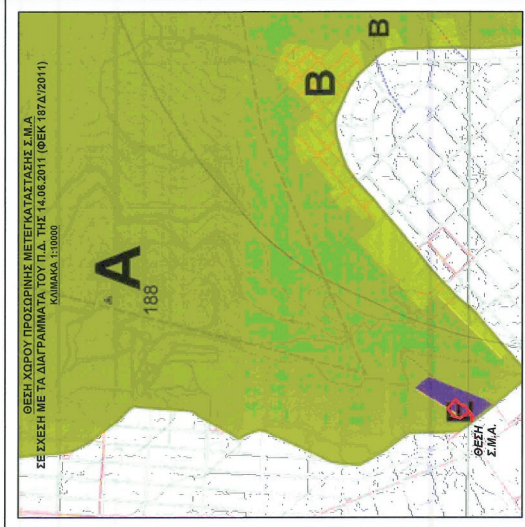 ΘΕΣΗ ΧΩΡΟΥ ΠΡΟΣΩΡΙΝΗΣ ΜΕΤΕΓΚΑΤΑΣΤΑΣΗΣ Σ.Μ.Α
ΣΕ ΣΧΕΣΗ ΜΕ ΤΑ ΔΙΑΓΡΑΜΜΑΤΑ ΤΟΥ Π.Δ. ΤΗΣ 14.06.2011 (ΦΕΚ 187Δ'/2011)
ΚΛΙΜΑΚΑ 1:10000
A
188
B
B
ΘΕΣΗ
Σ.Μ.Α.